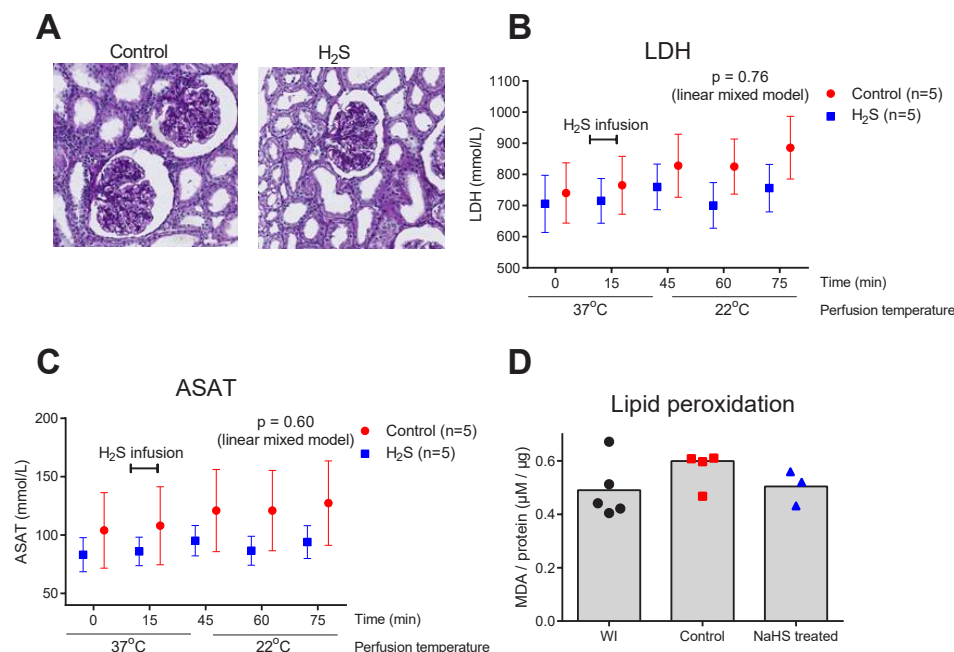 A
Control
H₂S
B
LDH
p = 0.76
(linear mixed model)
Control (n=5)
H₂S (n=5)
H₂S infusion
LDH (mmol/L)
1100
1000
900
800
700
600
500
0 15 45 60 75 Time (min)
37°C 22°C Perfusion temperature
C
ASAT
p = 0.60
(linear mixed model)
Control (n=5)
H₂S (n=5)
H₂S infusion
ASAT (mmol/L)
200
150
100
50
0 15 45 60 75 Time (min)
37°C 22°C Perfusion temperature
D
Lipid peroxidation
MDA / protein (µM / µg)
0.6
0.4
0.2
0.0
WI Control NaHS treated